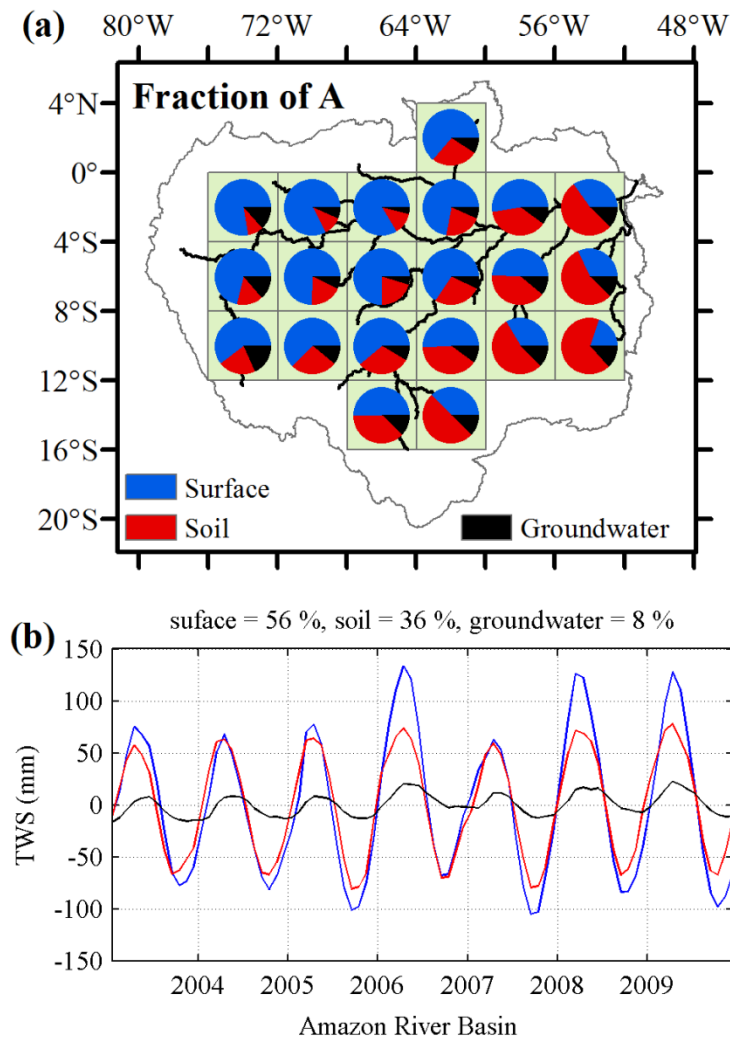 (a) 80°W 72°W 64°W 56°W 48°W
Fraction of A
4°N
0°
4°S
8°S
12°S
16°S
20°S
Surface
Soil
Groundwater
(b) suface = 56 %, soil = 36 %, groundwater = 8 %
150
100
50
0
-50
-100
-150
TWS (mm)
2004 2005 2006 2007 2008 2009
Amazon River Basin